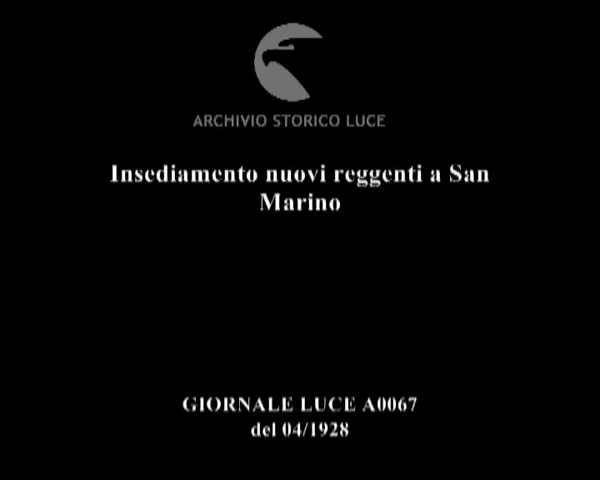 ARCHIVIO STORICO LUCE
Insediamento nuovi reggenti a San
Marino
GIORNALE LUCE A0067
del 04/1928